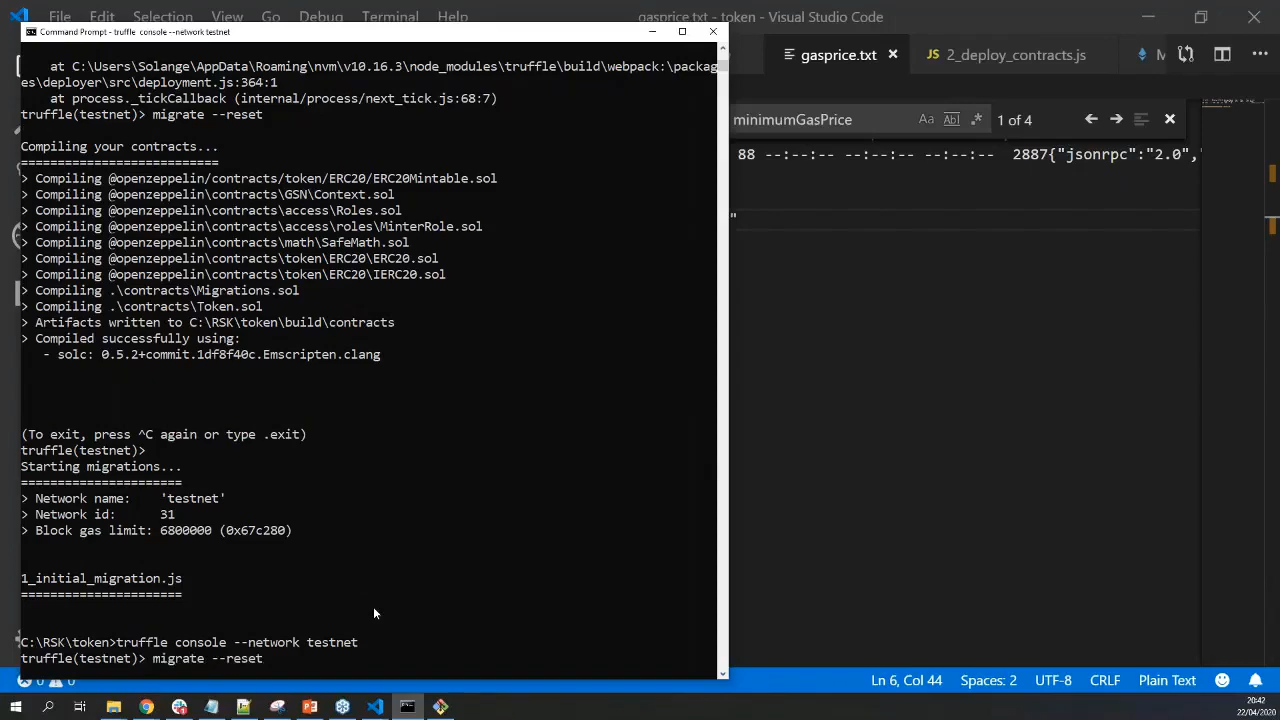 File
Edit
Selection
View
Go
Debug
Terminal
Help
gasprice.txt - token - Visual Studio Code
Command Prompt - truffle console --network testnet
gasprice.txt
JS 2_deploy_contracts.js
M
minimumGasPrice
Aa
1 of 4
88 --:--:-- --:--:-- --:--:-- 2887{"jsonrpc":"2.0",
"
at C:\Users\Solange\AppData\Roaming\nvm\v10.16.3\node_modules\truffle\build\webpack:\packag
es\deployer\src\deployment.js:364:1
at process._tickCallback (internal/process/next_tick.js:68:7)
truffle(testnet)> migrate --reset
Compiling your contracts...
===========================
> Compiling @openzeppelin/contracts/token/ERC20/ERC20Mintable.sol
> Compiling @openzeppelin\contracts\GSN\Context.sol
> Compiling @openzeppelin\contracts\access\Roles.sol
> Compiling @openzeppelin\contracts\access\roles\MinterRole.sol
> Compiling @openzeppelin\contracts\math\SafeMath.sol
> Compiling @openzeppelin\contracts\token\ERC20\ERC20.sol
> Compiling @openzeppelin\contracts\token\ERC20\IERC20.sol
> Compiling .\contracts\Migrations.sol
> Compiling .\contracts\Token.sol
> Artifacts written to C:\RSK\token\build\contracts
> Compiled successfully using:
- solc: 0.5.2+commit.1df8f40c.Emscripten.clang
(To exit, press ^C again or type .exit)
truffle(testnet)>
Starting migrations...
======================
> Network name: 'testnet'
> Network id: 31
> Block gas limit: 6800000 (0x67c280)
1_initial_migration.js
======================
C:\RSK\token>truffle console --network testnet
truffle(testnet)> migrate --reset
0 0
Ln 6, Col 44
Spaces: 2
UTF-8
CRLF
Plain Text
20:42
22/04/2020